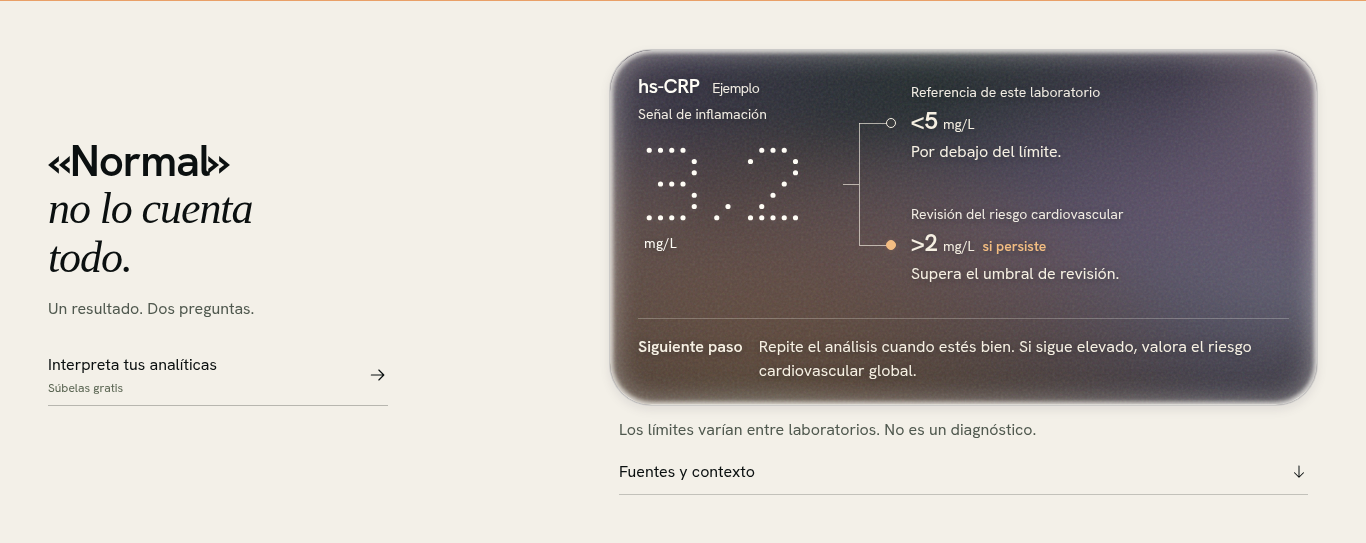 «Normal»
no lo cuenta
todo.
Un resultado. Dos preguntas.
Interpreta tus analíticas →
Súbelas gratis
hs-CRP Ejemplo
Señal de inflamación
3.2
mg/L
Referencia de este laboratorio
<5 mg/L
Por debajo del límite.
Revisión del riesgo cardiovascular
>2 mg/L si persiste
Supera el umbral de revisión.
Siguiente paso Repite el análisis cuando estés bien. Si sigue elevado, valora el riesgo
cardiovascular global.
Los límites varían entre laboratorios. No es un diagnóstico.
Fuentes y contexto ↓